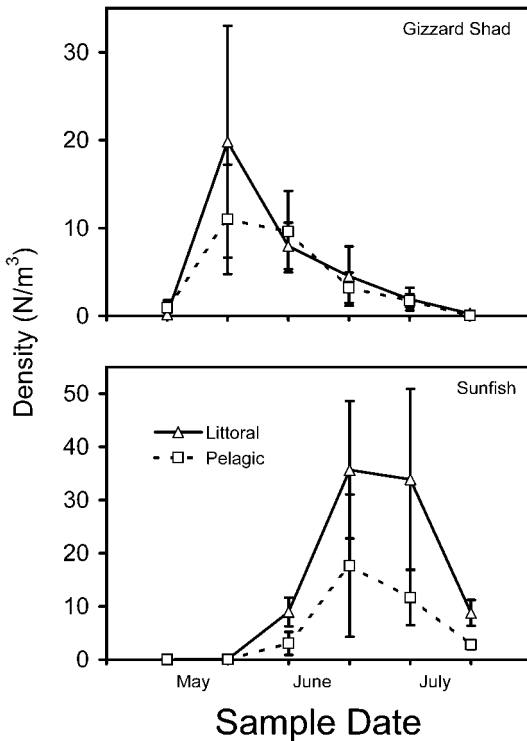 Gizzard Shad
30
20
10
0
Density (N/m³)
Sunfish
50
40
30
20
10
0
Littoral
Pelagic
May June July
Sample Date